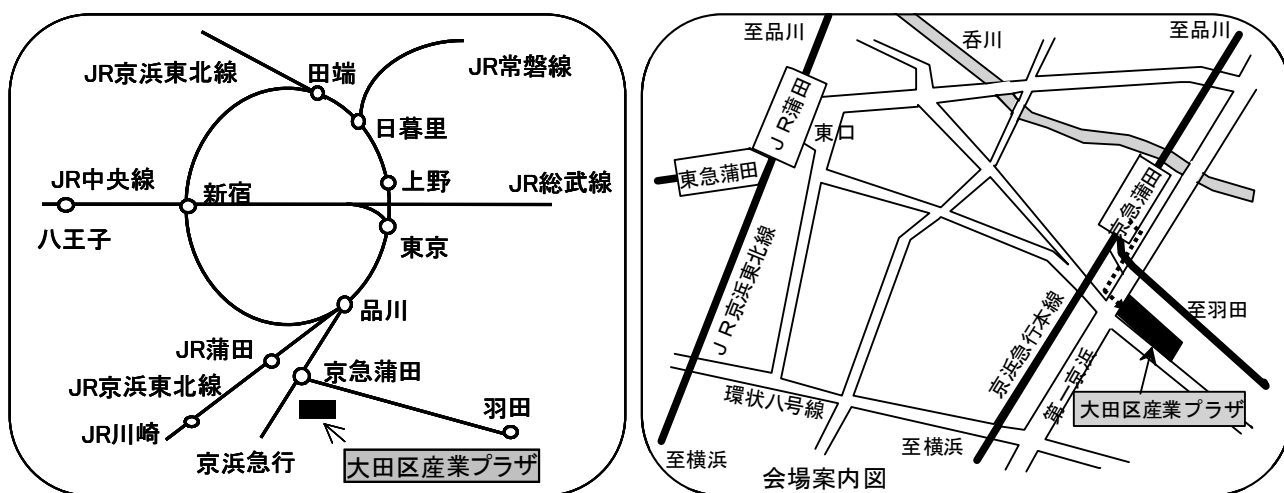 JR京浜東北線
田端
JR常磐線
日暮里
上野
JR中央線
新宿
JR総武線
八王子
東京
品川
JR蒲田
京急蒲田
JR京浜東北線
羽田
JR川崎
京浜急行
大田区産業プラザ
至品川
呑川
至品川
JR蒲田
東口
東急蒲田
京急蒲田
JR京浜東北線
至羽田
京浜急行本線
第一京浜
環状八号線
大田区産業プラザ
至横浜
至横浜
会場案内図